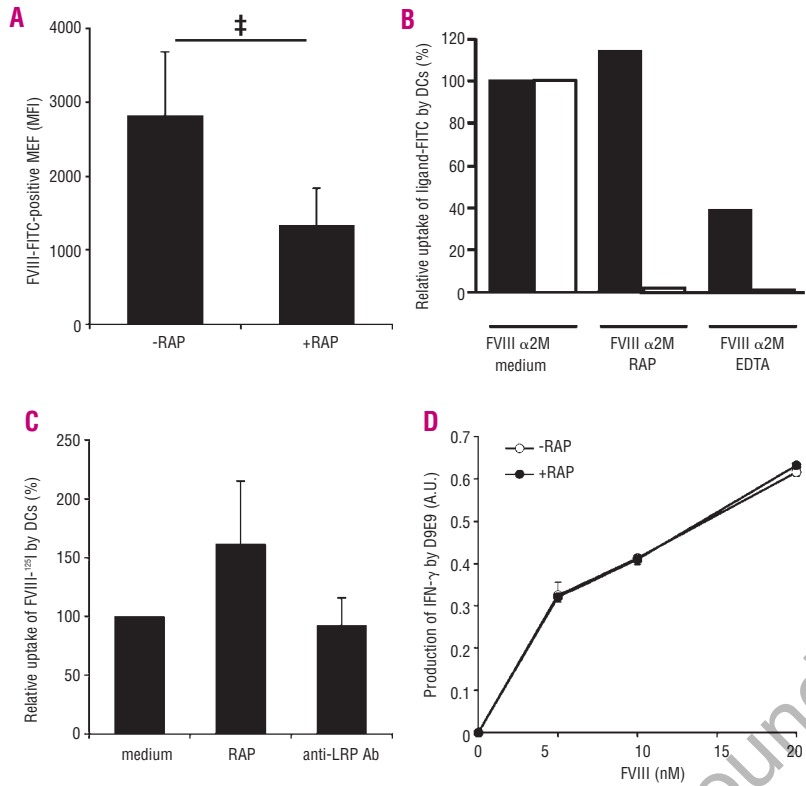 A
‡
FVIII-FITC-positive MEF (MFI)
4000
3000
2000
1000
0
-RAP
+RAP
B
Relative uptake of ligand-FITC by DCs (%)
120
100
80
60
40
20
0
FVIII α2M
medium
FVIII α2M
RAP
FVIII α2M
EDTA
C
Relative uptake of FVIII-¹²⁵I by DCs (%)
250
200
150
100
50
0
medium
RAP
anti-LRP Ab
D
Production of IFN-γ by D9E9 (A.U.)
0.7
0.6
0.5
0.4
0.3
0.1
0
-RAP
+RAP
0
5
10
15
20
FVIII (nM)